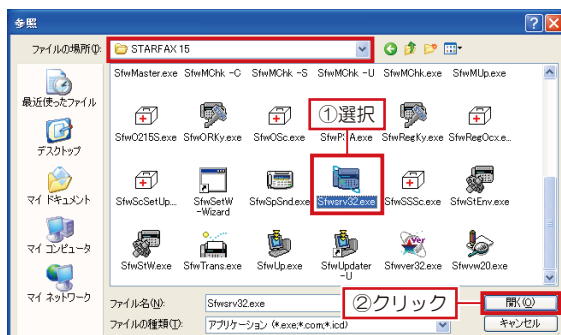 参照
ファイルの場所(I):
STARFAX 15
SfwMaster.exe
SfwMChk -C
SfwMChk -S
SfwMChk -U
SfwMChk.exe
SfwMUp.exe
最近使ったファイル
①選択
SfwO215S.exe
SfwORKy.exe
SfwOSc.exe
SfwRegKy.exe
SfwRegOcx.e...
デスクトップ
マイ ドキュメント
SfwScSetUp...
SfwSetW
-Wizard
SfwSpSnd.exe
Sfwsrv32.exe
SfwSSSc.exe
SfwStEnv.exe
マイ コンピュータ
SfwStW.exe
SfwTrans.exe
SfwUp.exe
SfwUpdater
-U
Sfwver32.exe
Sfwvw20.exe
マイ ネットワーク
ファイル名(N):
Sfwsrv32.exe
②クリック
開く(O)
ファイルの種類(T):
アプリケーション (*.exe;*.com;*.icd)
キャンセル